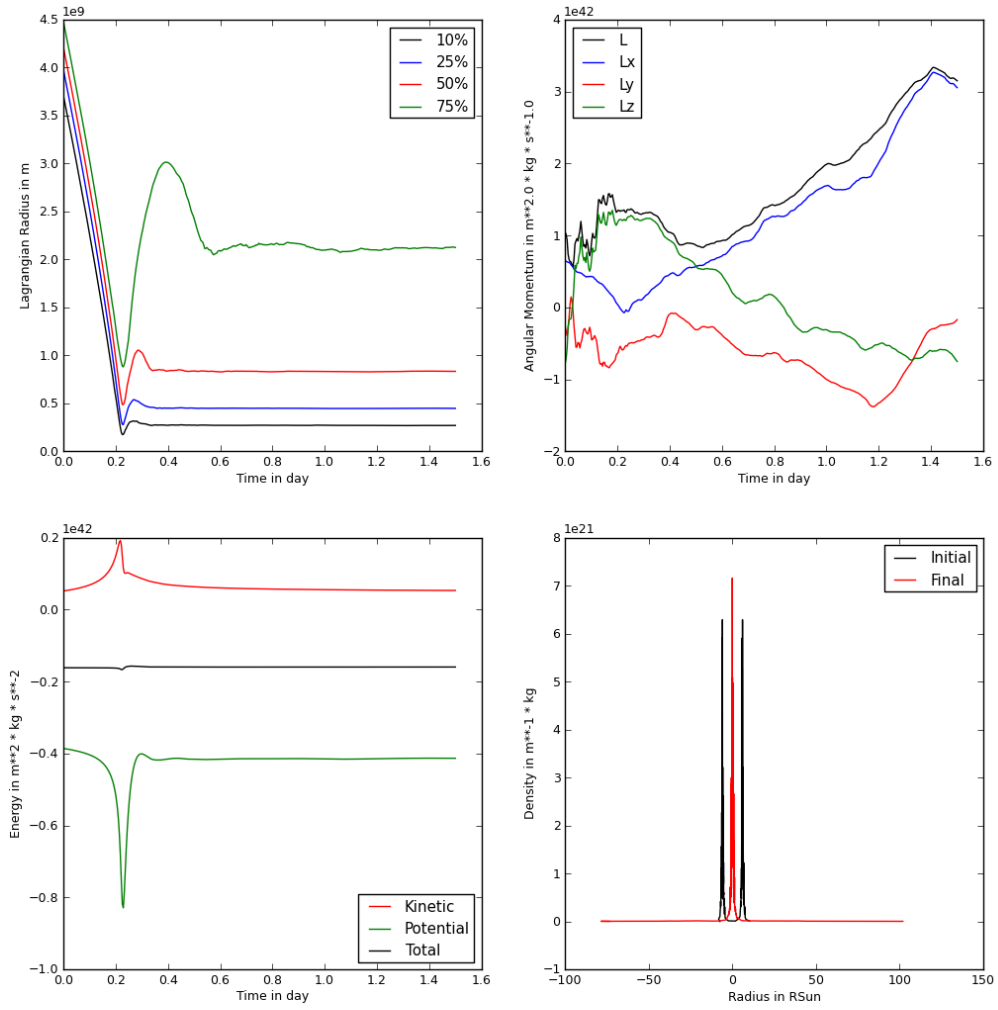 1e9
4.5
4.0
3.5
3.0
2.5
2.0
1.5
1.0
0.5
0.0
Lagrangian Radius in m
10%
25%
50%
75%
0.0 0.2 0.4 0.6 0.8 1.0 1.2 1.4 1.6
Time in day
1e42
4
3
2
1
0
−1
−2
Angular Momentum in m**2.0 * kg * s**-1.0
L
Lx
Ly
Lz
0.0 0.2 0.4 0.6 0.8 1.0 1.2 1.4 1.6
Time in day
1e42
0.2
0.0
−0.2
−0.4
−0.6
−0.8
−1.0
Energy in m**2 * kg * s**-2
Kinetic
Potential
Total
0.0 0.2 0.4 0.6 0.8 1.0 1.2 1.4 1.6
Time in day
1e21
8
7
6
5
4
3
2
1
0
−1
Density in m**-1 * kg
Initial
Final
−100 −50 0 50 100 150
Radius in RSun